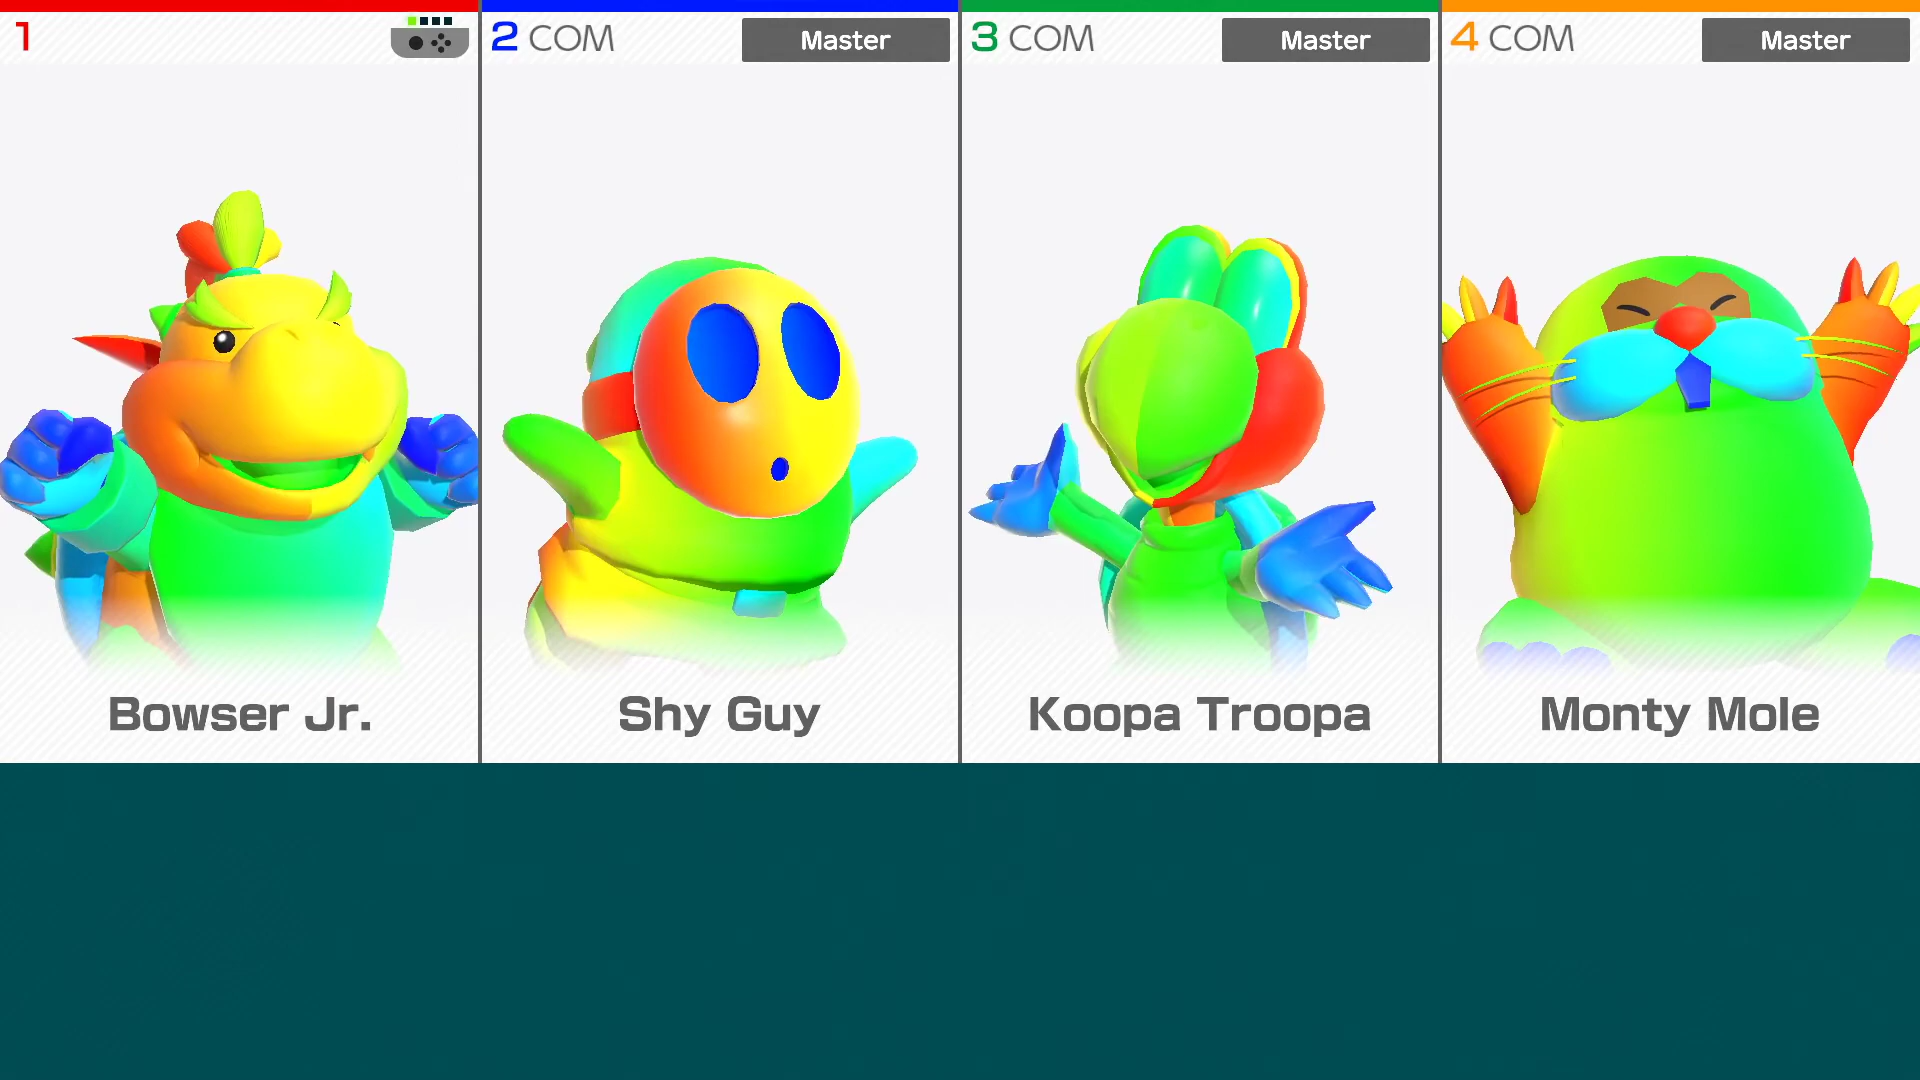 1
2 COM Master
3 COM Master
4 COM Master
Bowser Jr.
Shy Guy
Koopa Troopa
Monty Mole